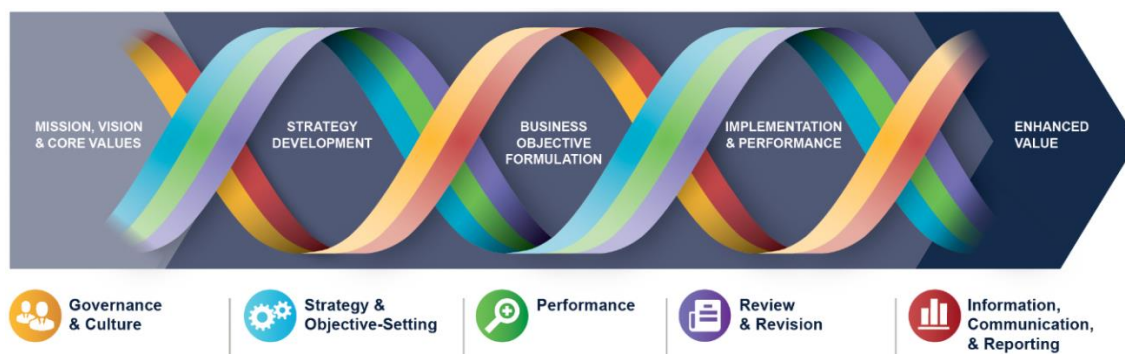 MISSION, VISION
& CORE VALUES
STRATEGY
DEVELOPMENT
BUSINESS
OBJECTIVE
FORMULATION
IMPLEMENTATION
& PERFORMANCE
ENHANCED
VALUE
Governance
& Culture
Strategy &
Objective-Setting
Performance
Review
& Revision
Information,
Communication,
& Reporting